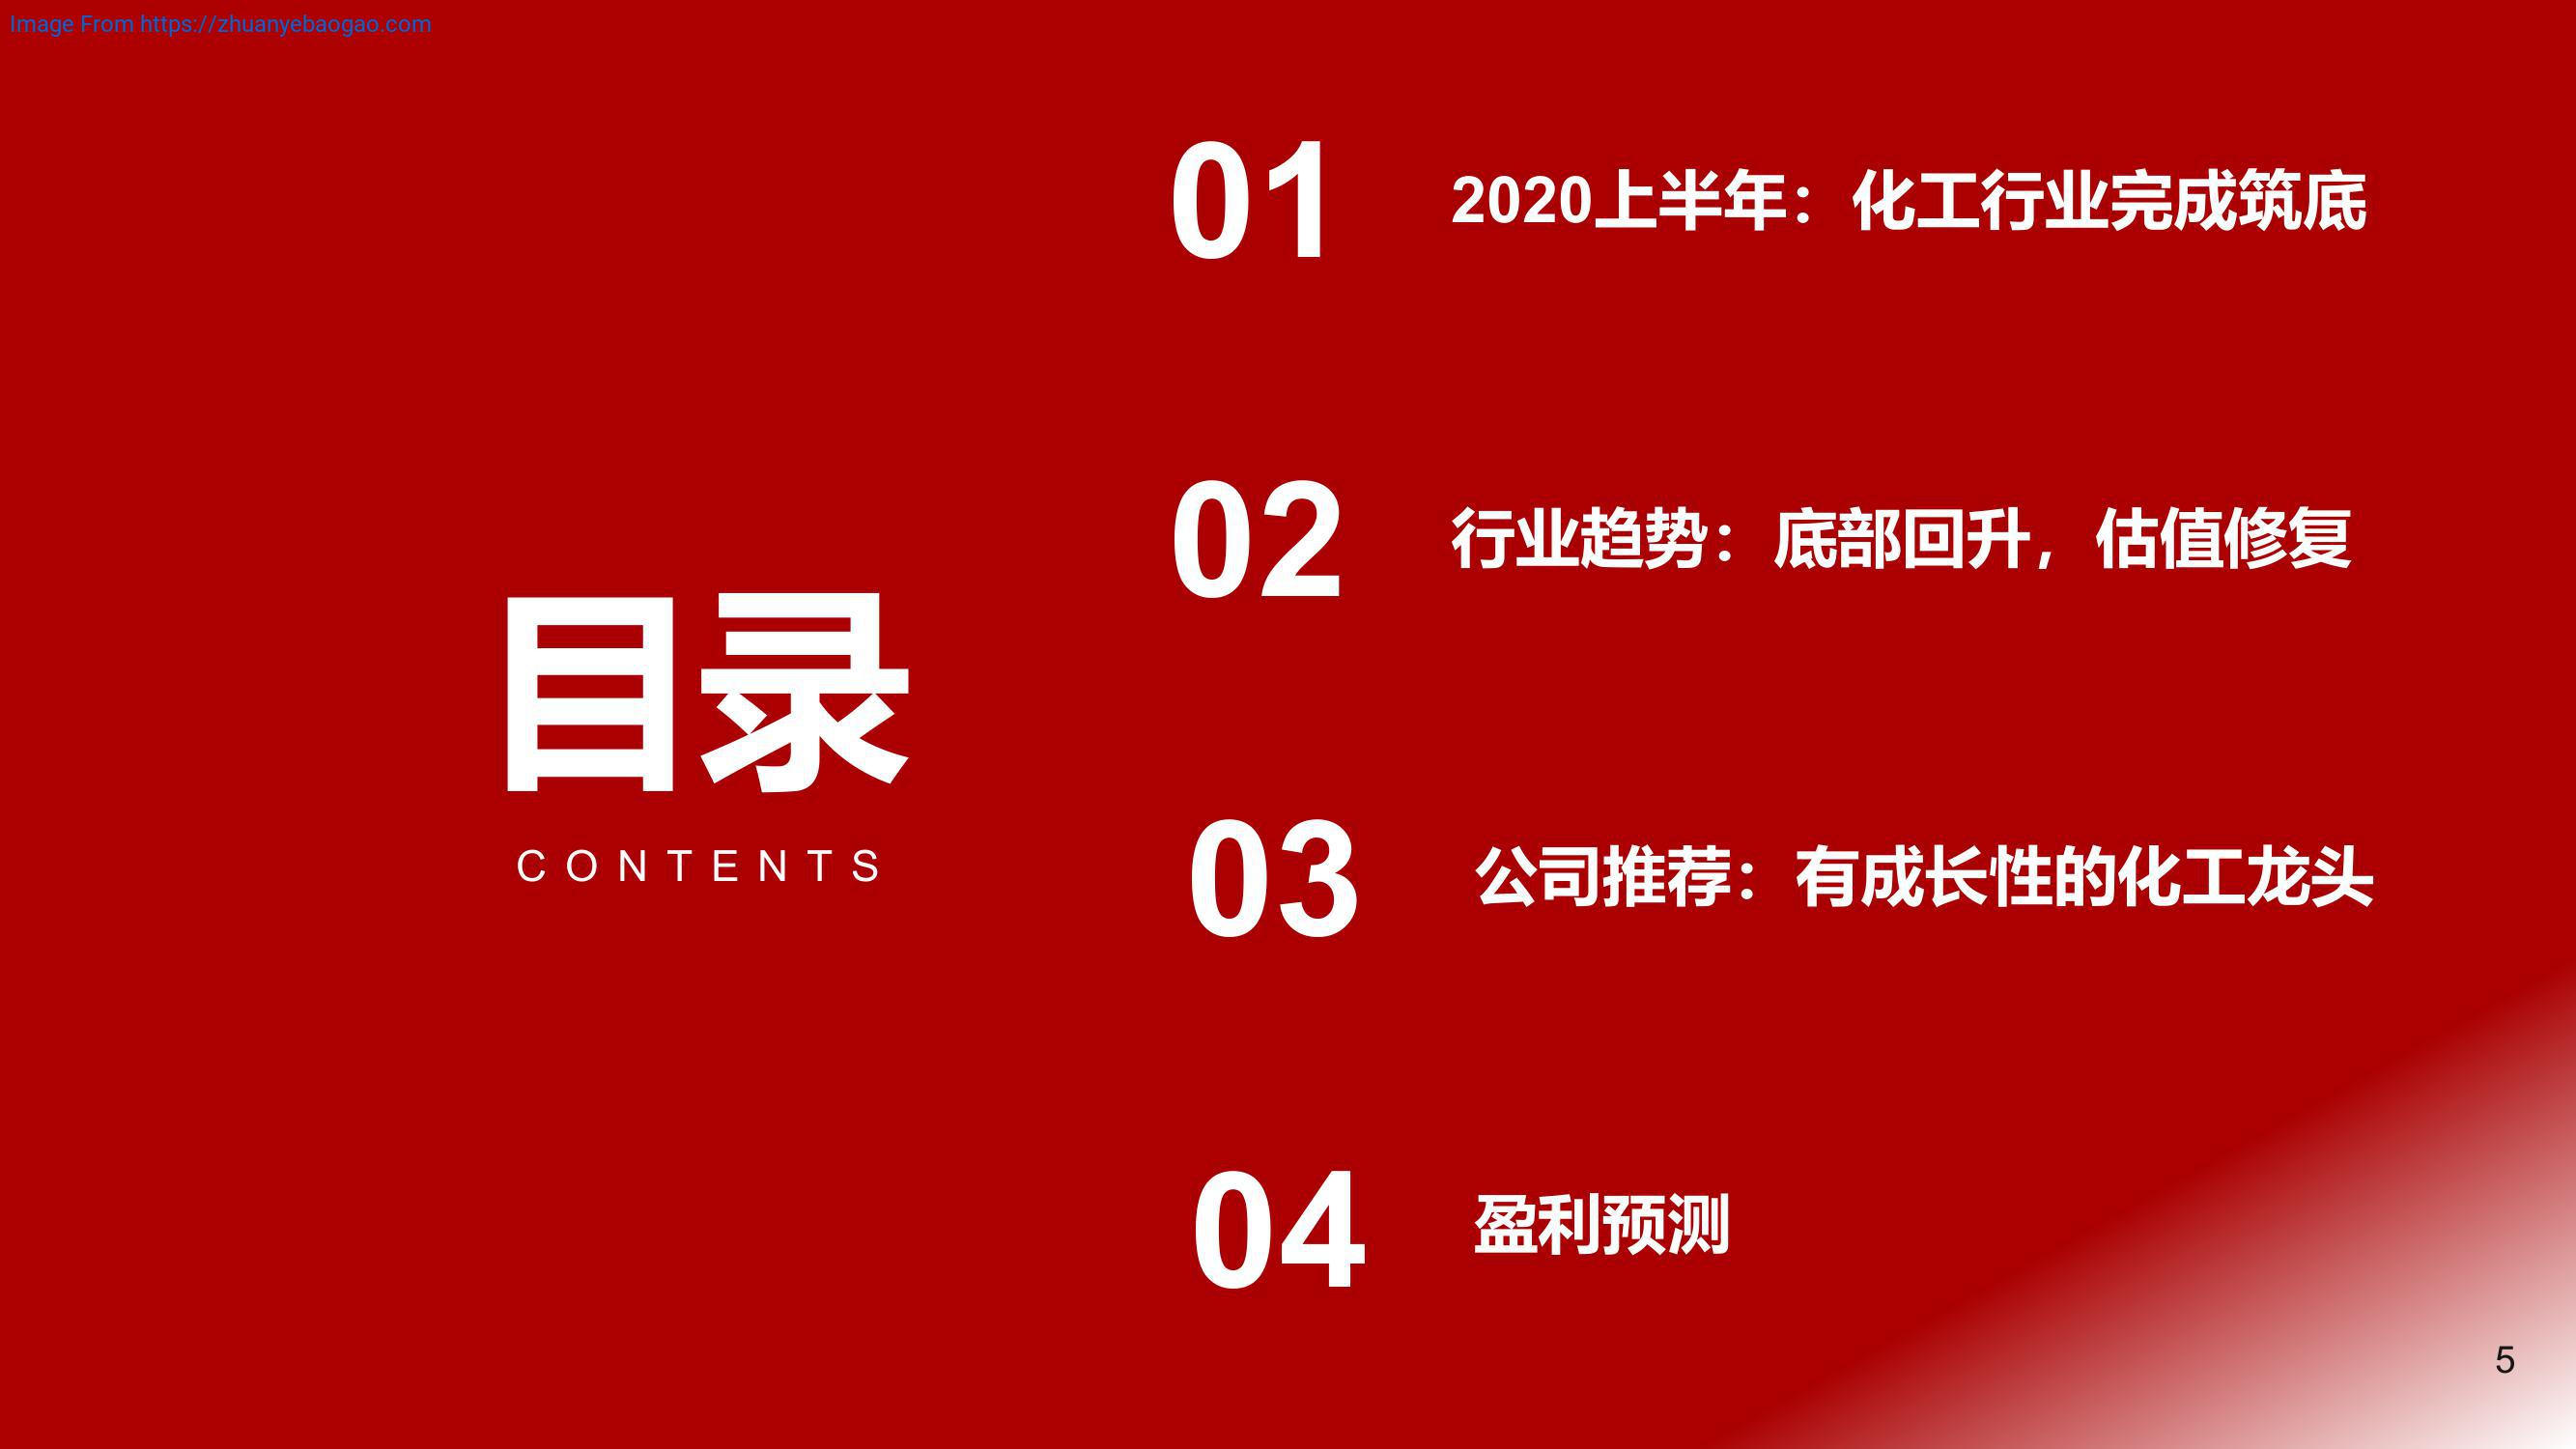 Image From https://zhuanyebaogao.com
目录
CONTENTS
01 2020上半年：化工行业完成筑底
02 行业趋势：底部回升，估值修复
03 公司推荐：有成长性的化工龙头
04 盈利预测
5